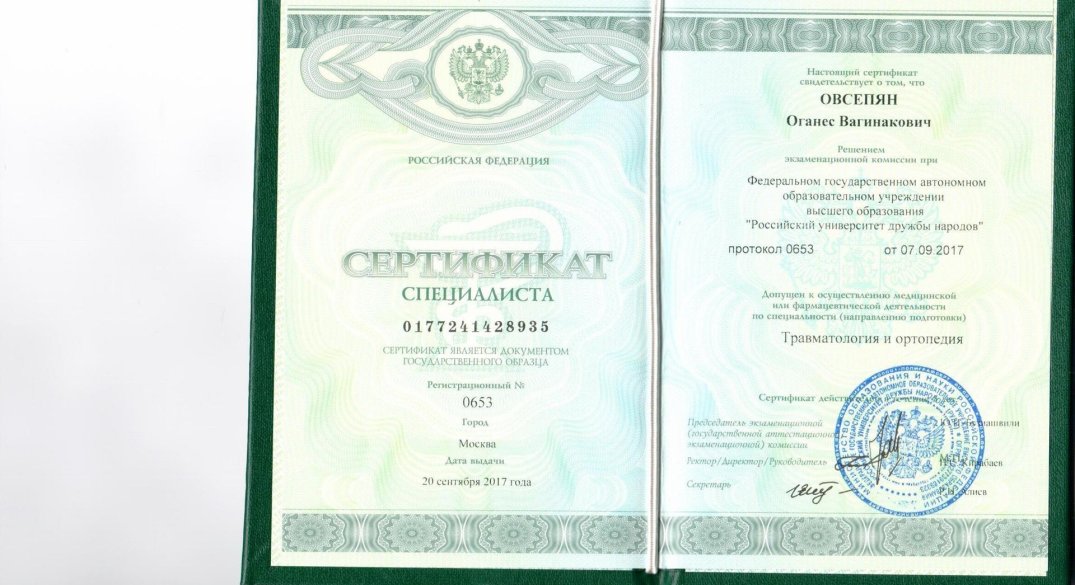 РОССИЙСКАЯ ФЕДЕРАЦИЯ
СЕРТИФИКАТ
СПЕЦИАЛИСТА
0177241428935
СЕРТИФИКАТ ЯВЛЯЕТСЯ ДОКУМЕНТОМ
ГОСУДАРСТВЕННОГО ОБРАЗЦА
Регистрационный №
0653
Город
Москва
Дата выдачи
20 сентября 2017 года
Настоящий сертификат
свидетельствует о том, что
ОВСЕПЯН
Оганес Вагинакович
Решением
экзаменационной комиссии при
Федеральном государственном автономном
образовательном учреждении
высшего образования
"Российский университет дружбы народов"
протокол 0653 от 07.09.2017
Допущен к осуществлению медицинской
или фармацевтической деятельности
по специальности (направлению подготовки)
Травматология и ортопедия
Сертификат
Председатель экзаменационной
(государственной
экзаменационной) комиссии
Ректор/Директор/Руководитель
Секретарь